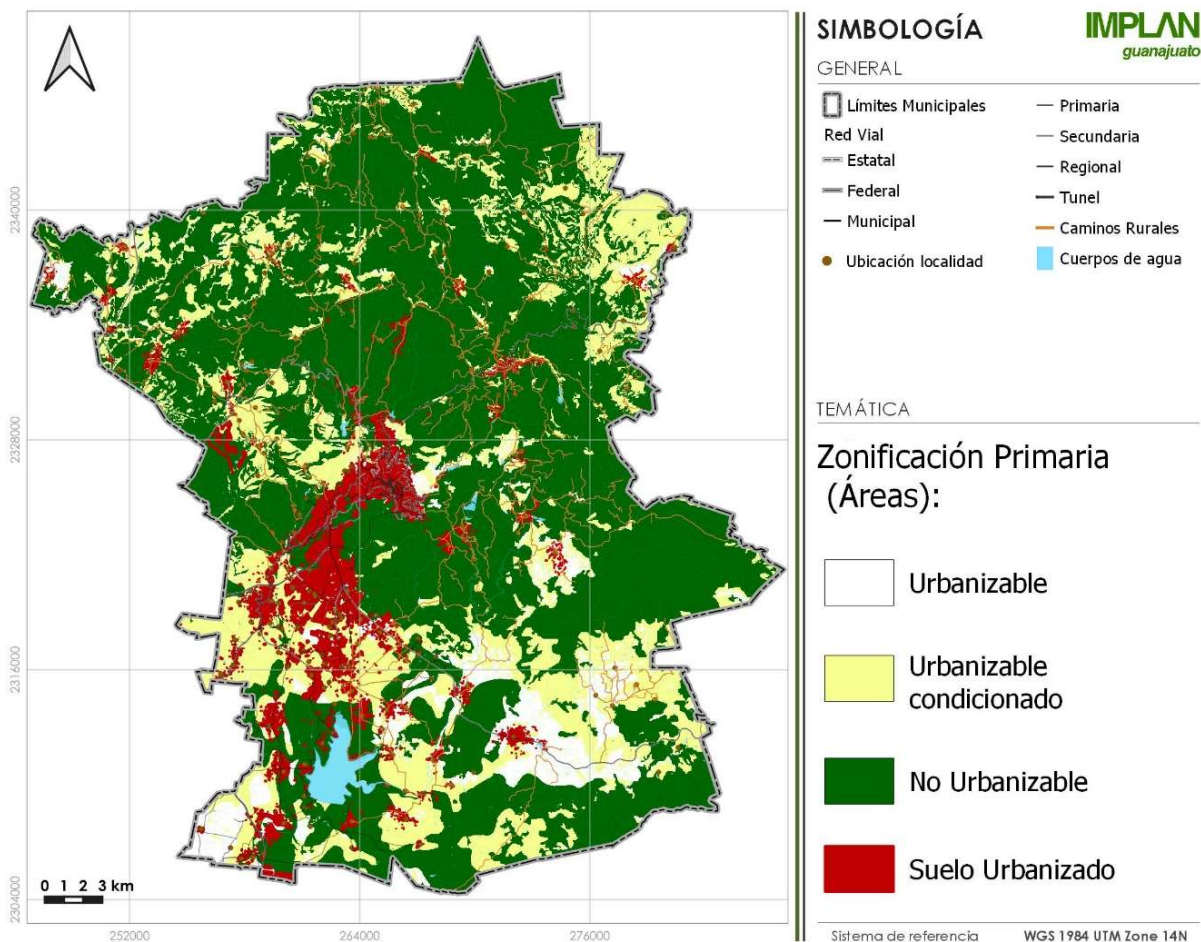 SIMBOLOGÍA
IMPLAN
guanajuato
GENERAL
Límites Municipales
Red Vial
Estatal
Federal
Municipal
Ubicación localidad
Primaria
Secundaria
Regional
Tunel
Caminos Rurales
Cuerpos de agua
TEMÁTICA
Zonificación Primaria
(Áreas):
Urbanizable
Urbanizable
condicionado
No Urbanizable
Suelo Urbanizado
Sistema de referencia WGS 1984 UTM Zone 14N
2340000
2328000
2316000
2304000
0 1 2 3 km
252000 264000 276000